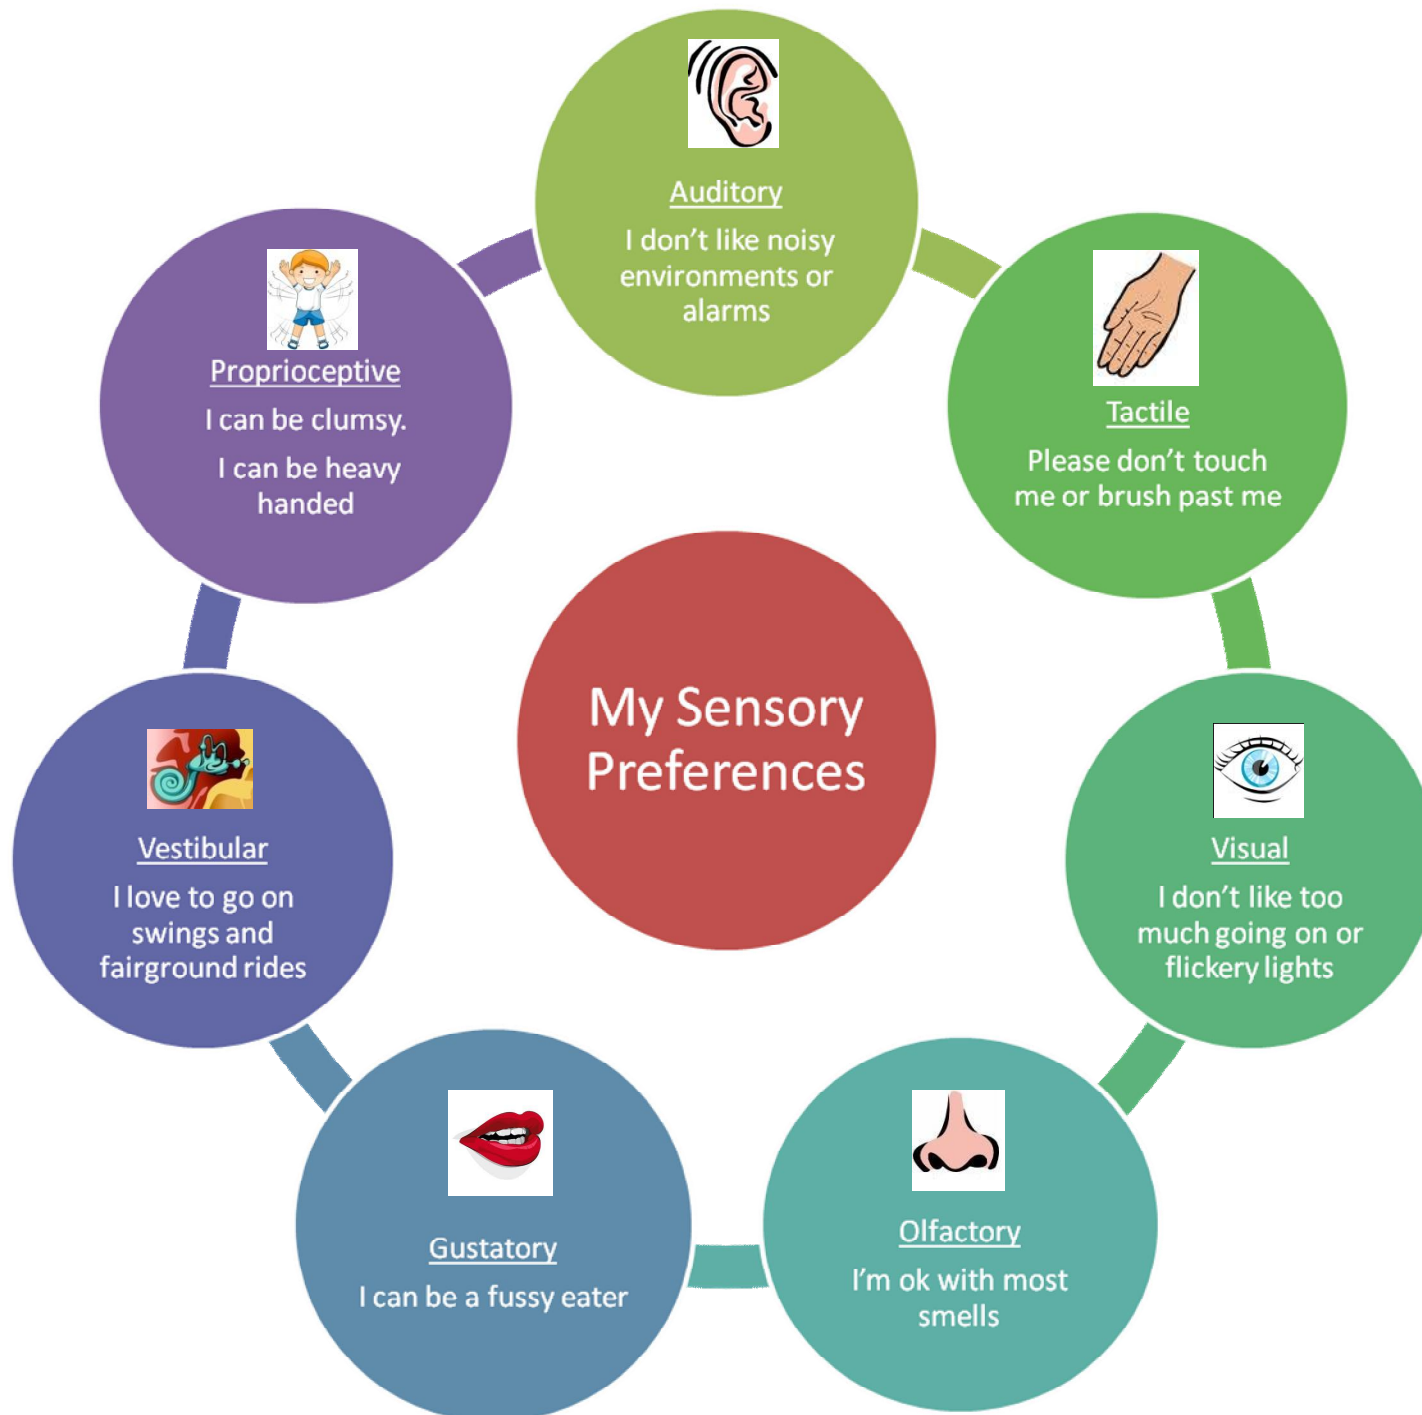 Auditory
I don’t like noisy
environments or
alarms
Tactile
Please don’t touch
me or brush past me
Visual
I don’t like too
much going on or
flickery lights
Olfactory
I’m ok with most
smells
Gustatory
I can be a fussy eater
Vestibular
I love to go on
swings and
fairground rides
Proprioceptive
I can be clumsy.
I can be heavy
handed
My Sensory
Preferences